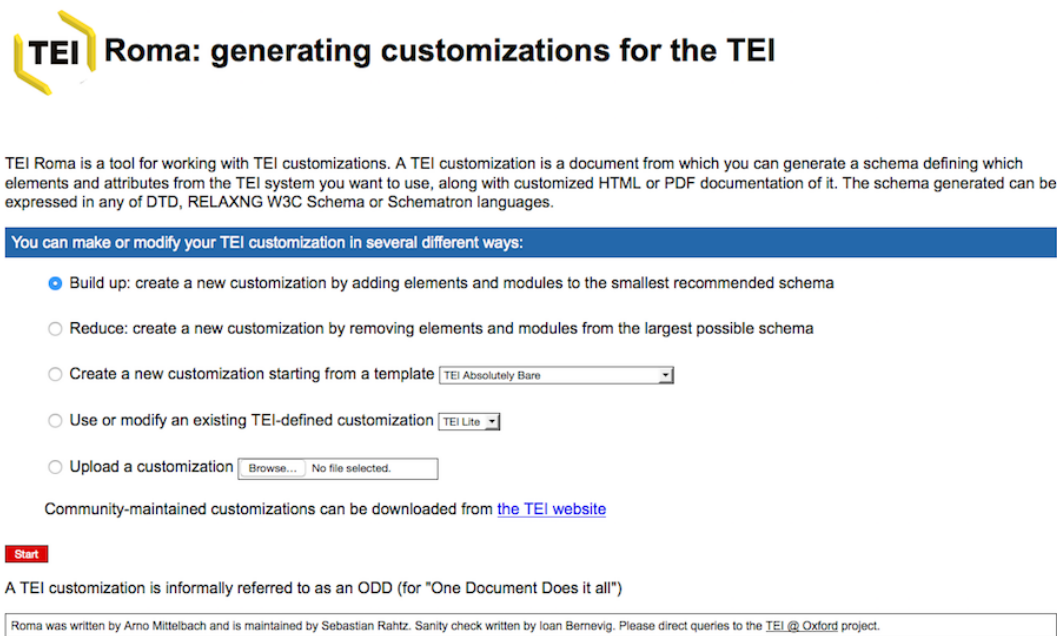 TEI Roma: generating customizations for the TEI
TEI Roma is a tool for working with TEI customizations. A TEI customization is a document from which you can generate a schema defining which
elements and attributes from the TEI system you want to use, along with customized HTML or PDF documentation of it. The schema generated can be
expressed in any of DTD, RELAXNG W3C Schema or Schematron languages.
You can make or modify your TEI customization in several different ways:
Build up: create a new customization by adding elements and modules to the smallest recommended schema
Reduce: create a new customization by removing elements and modules from the largest possible schema
Create a new customization starting from a template TEI Absolutely Bare
Use or modify an existing TEI-defined customization TEI Lite
Upload a customization Browse... No file selected.
Community-maintained customizations can be downloaded from the TEI website
Start
A TEI customization is informally referred to as an ODD (for "One Document Does it all")
Roma was written by Arno Mittelbach and is maintained by Sebastian Rahtz. Sanity check written by Ioan Bernevig. Please direct queries to the TEI @ Oxford project.